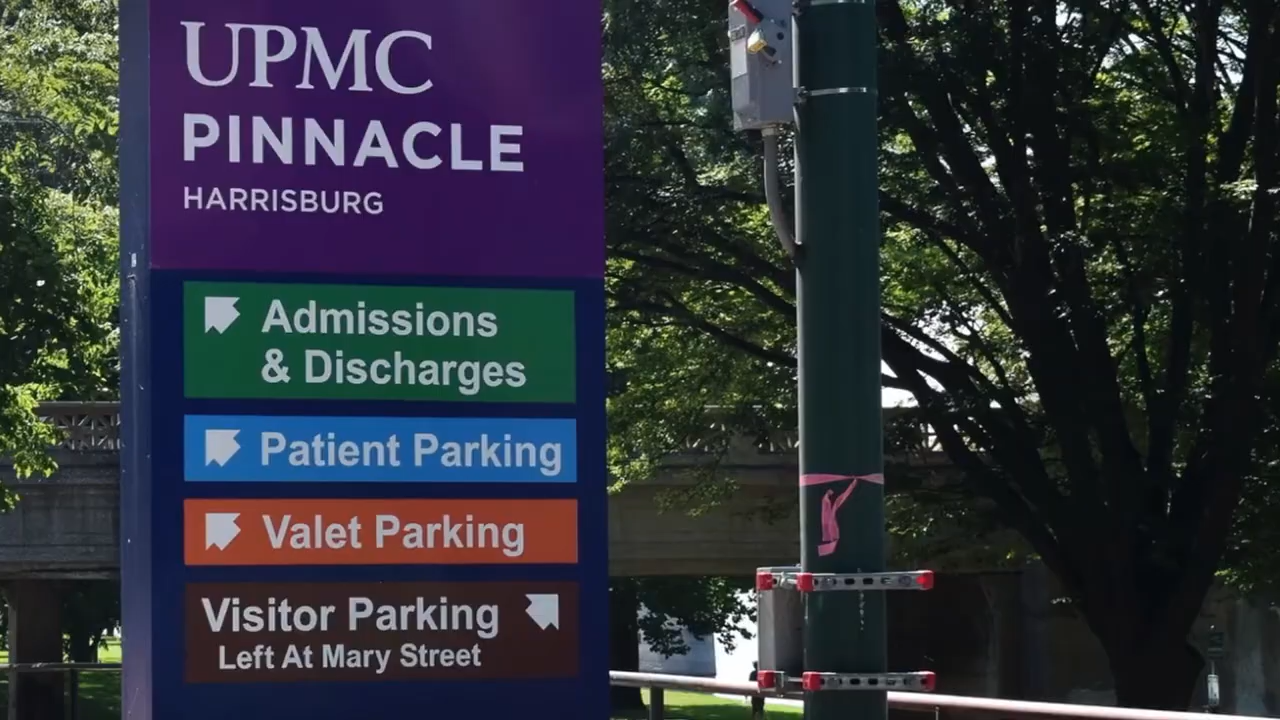 UPMC
PINNACLE
HARRISBURG
Admissions
& Discharges
Patient Parking
Valet Parking
Visitor Parking
Left At Mary Street